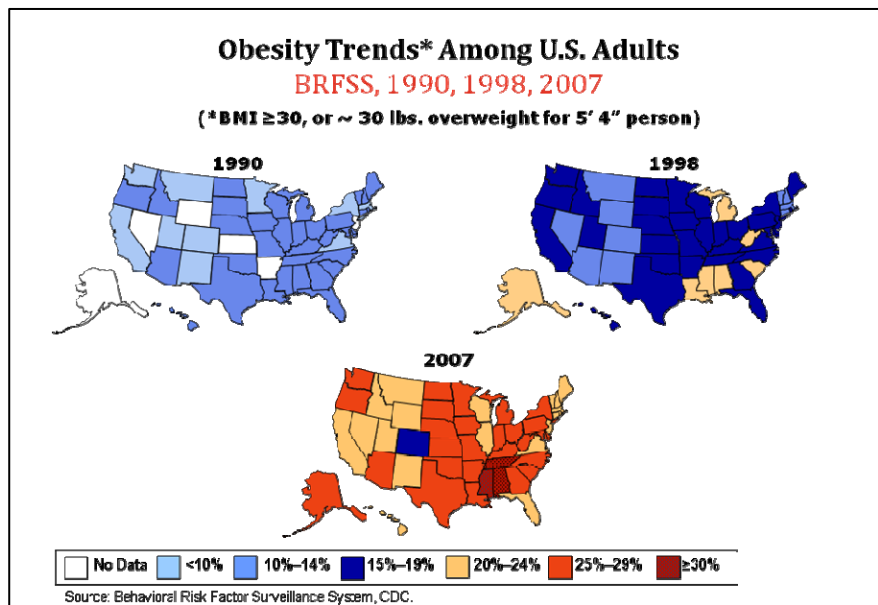 Obesity Trends* Among U.S. Adults
BRFSS, 1990, 1998, 2007
(*BMI ≥30, or ~ 30 lbs. overweight for 5’ 4” person)
1990
1998
2007
No Data <10% 10%–14% 15%–19% 20%–24% 25%–29% ≥30%
Source: Behavioral Risk Factor Surveillance System, CDC.